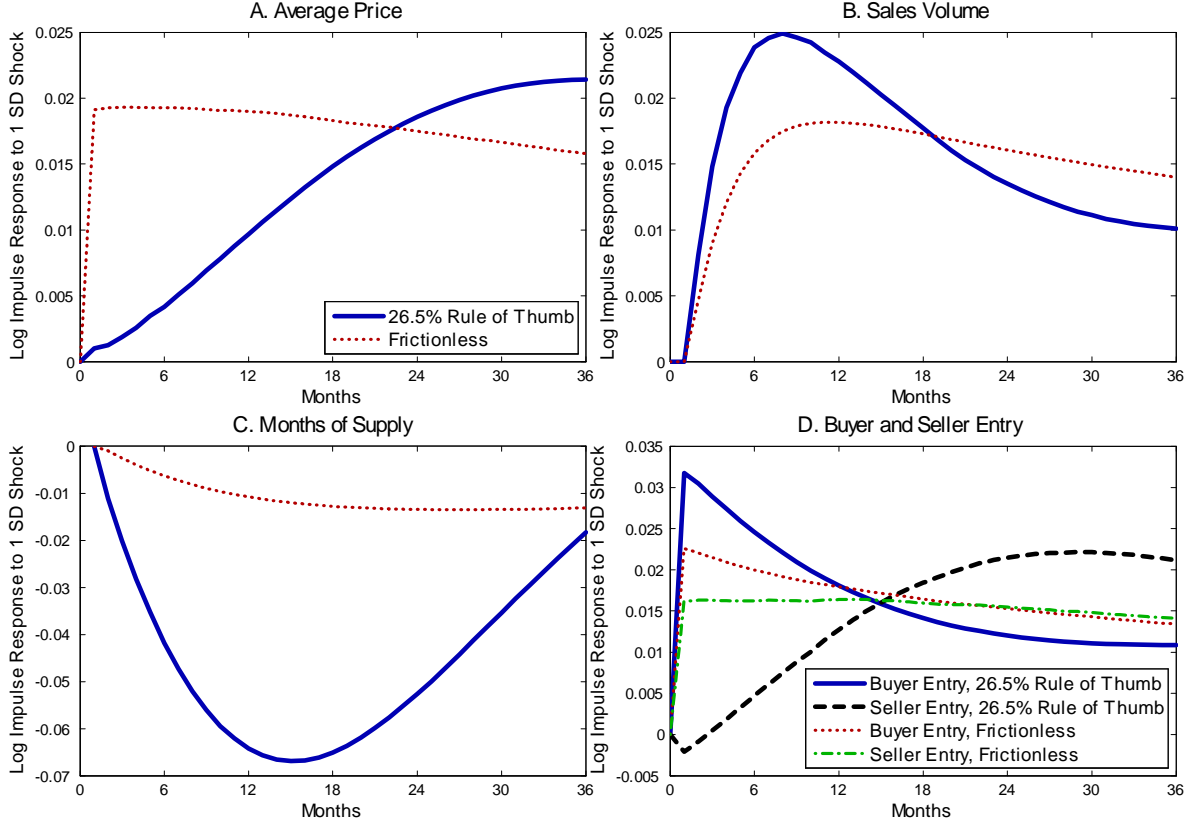 A. Average Price
Log Impulse Response to 1 SD Shock
0.025
0.02
0.015
0.01
0.005
0
0 6 12 18 24 30 36
Months
26.5% Rule of Thumb
Frictionless
B. Sales Volume
Log Impulse Response to 1 SD Shock
0.025
0.02
0.015
0.01
0.005
0
0 6 12 18 24 30 36
Months
C. Months of Supply
Log Impulse Response to 1 SD Shock
0
-0.01
-0.02
-0.03
-0.04
-0.05
-0.06
-0.07
0 6 12 18 24 30 36
Months
D. Buyer and Seller Entry
Log Impulse Response to 1 SD Shock
0.035
0.03
0.025
0.02
0.015
0.01
0.005
0
-0.005
0 6 12 18 24 30 36
Months
Buyer Entry, 26.5% Rule of Thumb
Seller Entry, 26.5% Rule of Thumb
Buyer Entry, Frictionless
Seller Entry, Frictionless